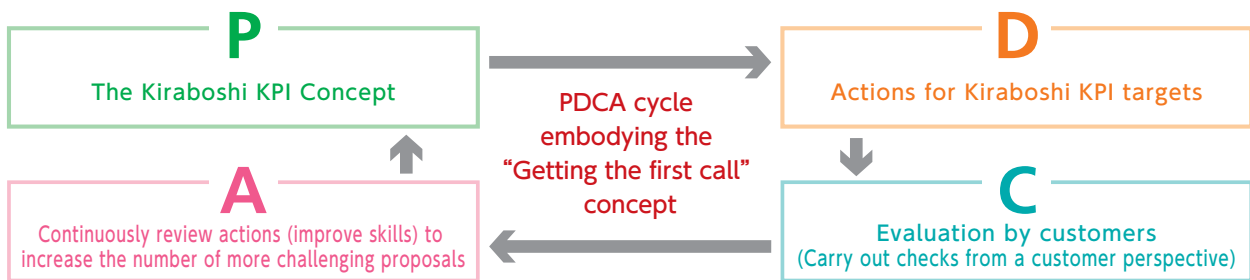 P
The Kiraboshi KPI Concept
D
Actions for Kiraboshi KPI targets
PDCA cycle
embodying the
“Getting the first call”
concept
A
Continuously review actions (improve skills) to
increase the number of more challenging proposals
C
Evaluation by customers
(Carry out checks from a customer perspective)